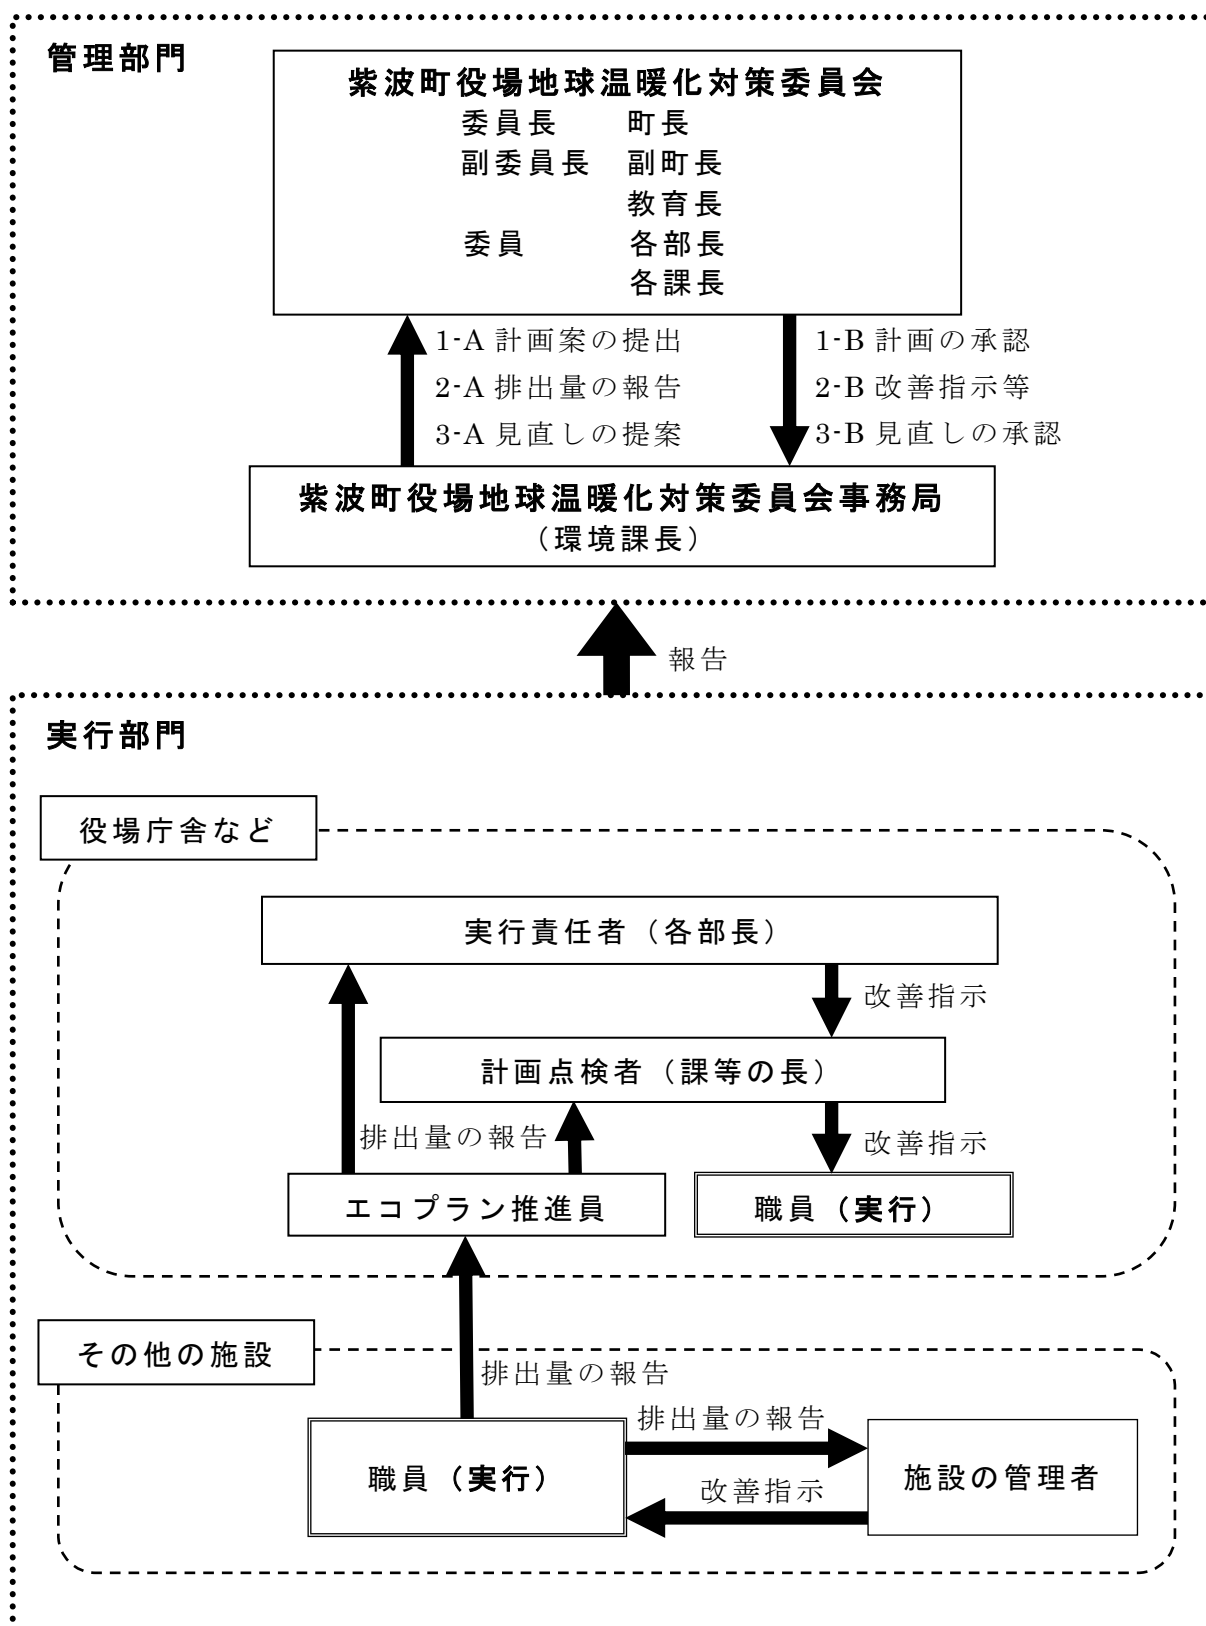 管理部門
紫波町役場地球温暖化対策委員会
委員長　町長
副委員長　副町長
教育長
委員　各部長
各課長
1-A 計画案の提出
2-A 排出量の報告
3-A 見直しの提案
1-B 計画の承認
2-B 改善指示等
3-B 見直しの承認
紫波町役場地球温暖化対策委員会事務局
（環境課長）
報告
実行部門
役場庁舎など
実行責任者（各部長）
改善指示
計画点検者（課等の長）
排出量の報告
改善指示
エコプラン推進員
職員（実行）
その他の施設
排出量の報告
排出量の報告
職員（実行）
改善指示
施設の管理者